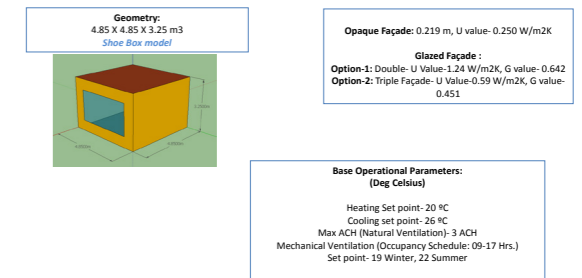 Geometry:
4.85 X 4.85 X 3.25 m3
Shoe Box model
Opaque Façade: 0.219 m, U value- 0.250 W/m2K
Glazed Façade :
Option-1: Double- U Value-1.24 W/m2K, G value- 0.642
Option-2: Triple Façade- U Value-0.59 W/m2K, G value-
0.451
Base Operational Parameters:
(Deg Celsius)
Heating Set point- 20 ºC
Cooling set point- 26 ºC
Max ACH (Natural Ventilation)- 3 ACH
Mechanical Ventilation (Occupancy Schedule: 09-17 Hrs.)
Set point- 19 Winter, 22 Summer